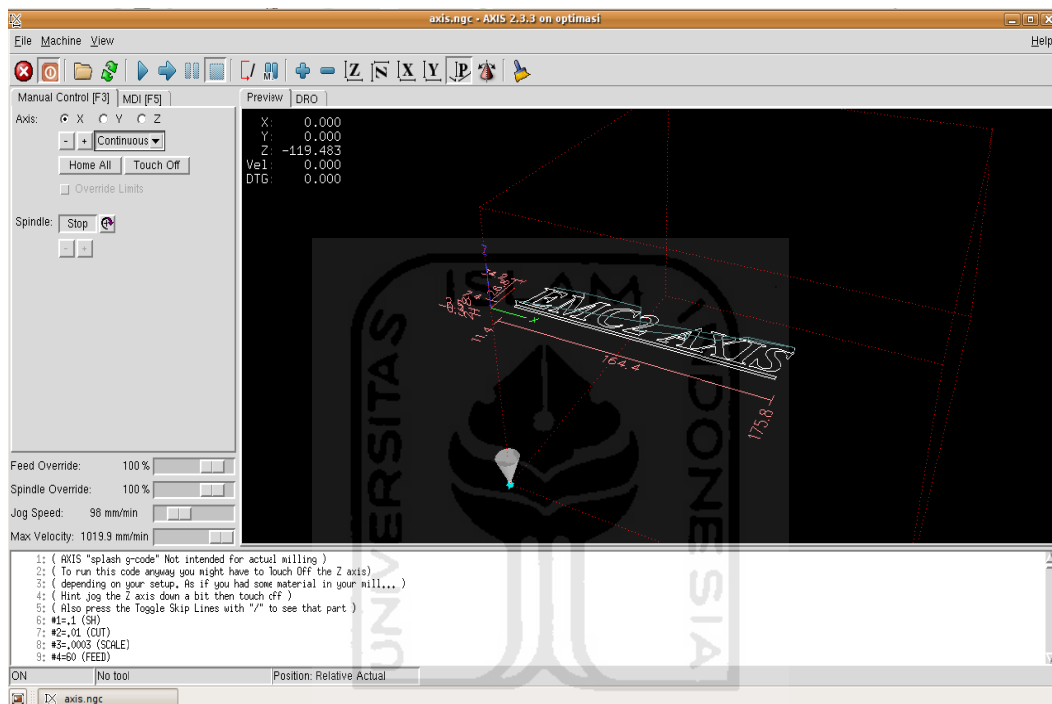 axis.ngc - AXIS 2.3.3 on optimasi
File Machine View Help
Z N X Y P
Manual Control [F3] MDI [F5] Preview DRO
Axis: X Y Z
- + Continuous
Home All Touch Off
Override Limits
Spindle: Stop
- +
Feed Override: 100 %
Spindle Override: 100 %
Jog Speed: 98 mm/min
Max Velocity: 1019.9 mm/min
X: 0.000
Y: 0.000
Z: -119.483
Vel: 0.000
DTG: 0.000
EMC2 AXIS
X
11.4
164.4
175.8
ISLAM
UNIVERSITAS
INDONESIA
1: ( AXIS "splash g-code" Not intended for actual milling )
2: ( To run this code anyway you might have to Touch Off the Z axis)
3: ( depending on your setup. As if you had some material in your mill... )
4: ( Hint jog the Z axis down a bit then touch off )
5: ( Also press the Toggle Skip Lines with "/" to see that part )
6: #1=.1 (SH)
7: #2=.01 (CUT)
8: #3=.0003 (SCALE)
9: #4=60 (FEED)
ON No tool Position: Relative Actual
axis.ngc